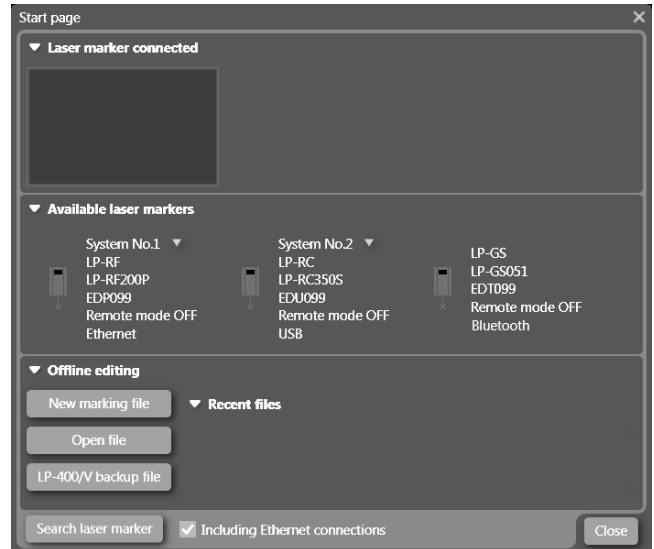 Start page
Laser marker connected
Available laser markers
System No.1
LP-RF
LP-RF200P
EDP099
Remote mode OFF
Ethernet
System No.2
LP-RC
LP-RC350S
EDU099
Remote mode OFF
USB
LP-GS
LP-GS051
EDT099
Remote mode OFF
Bluetooth
Offline editing
New marking file
Recent files
Open file
LP-400/V backup file
Search laser marker
Including Ethernet connections
Close